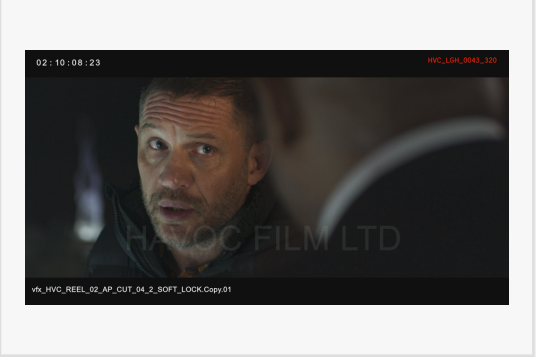 02:10:08:23
HVC_LGH_0043_320
HAVOC FILM LTD
vfx_HVC_REEL_02_AP_CUT_04_2_SOFT_LOCK.Copy.01